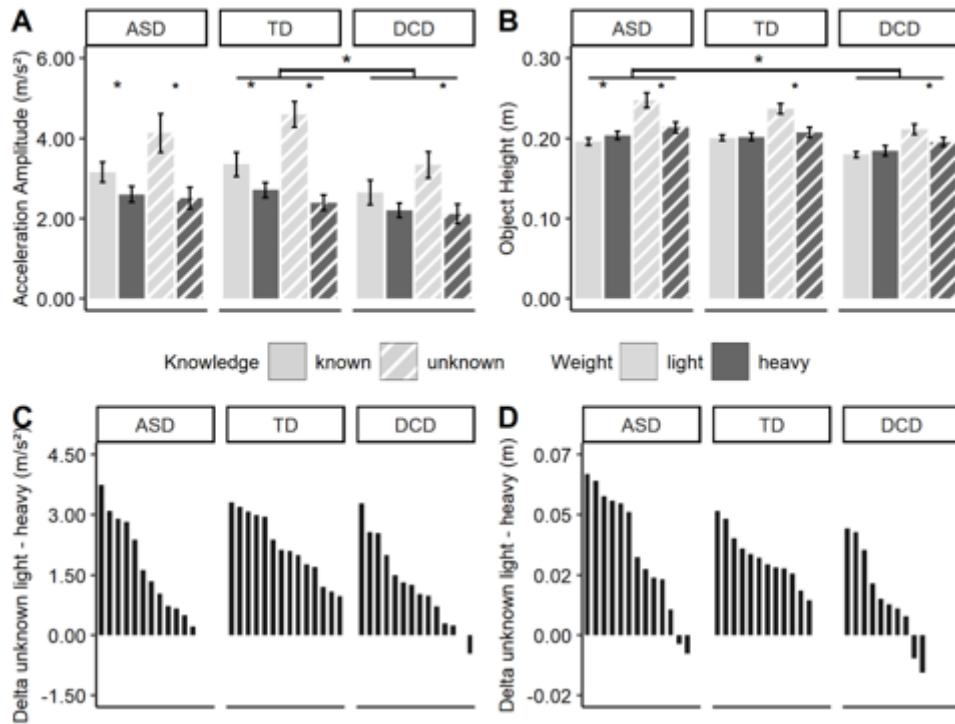 A
ASD TD DCD
Acceleration Amplitude (m/s²)
6.00
4.00
2.00
0.00
* * * * * *
B
ASD TD DCD
Object Height (m)
0.30
0.20
0.10
0.00
* * * * *
Knowledge known unknown Weight light heavy
C
ASD TD DCD
Delta unknown light - heavy (m/s²)
4.50
3.00
1.50
0.00
-1.50
D
ASD TD DCD
Delta unknown light - heavy (m)
0.07
0.05
0.02
0.00
-0.02